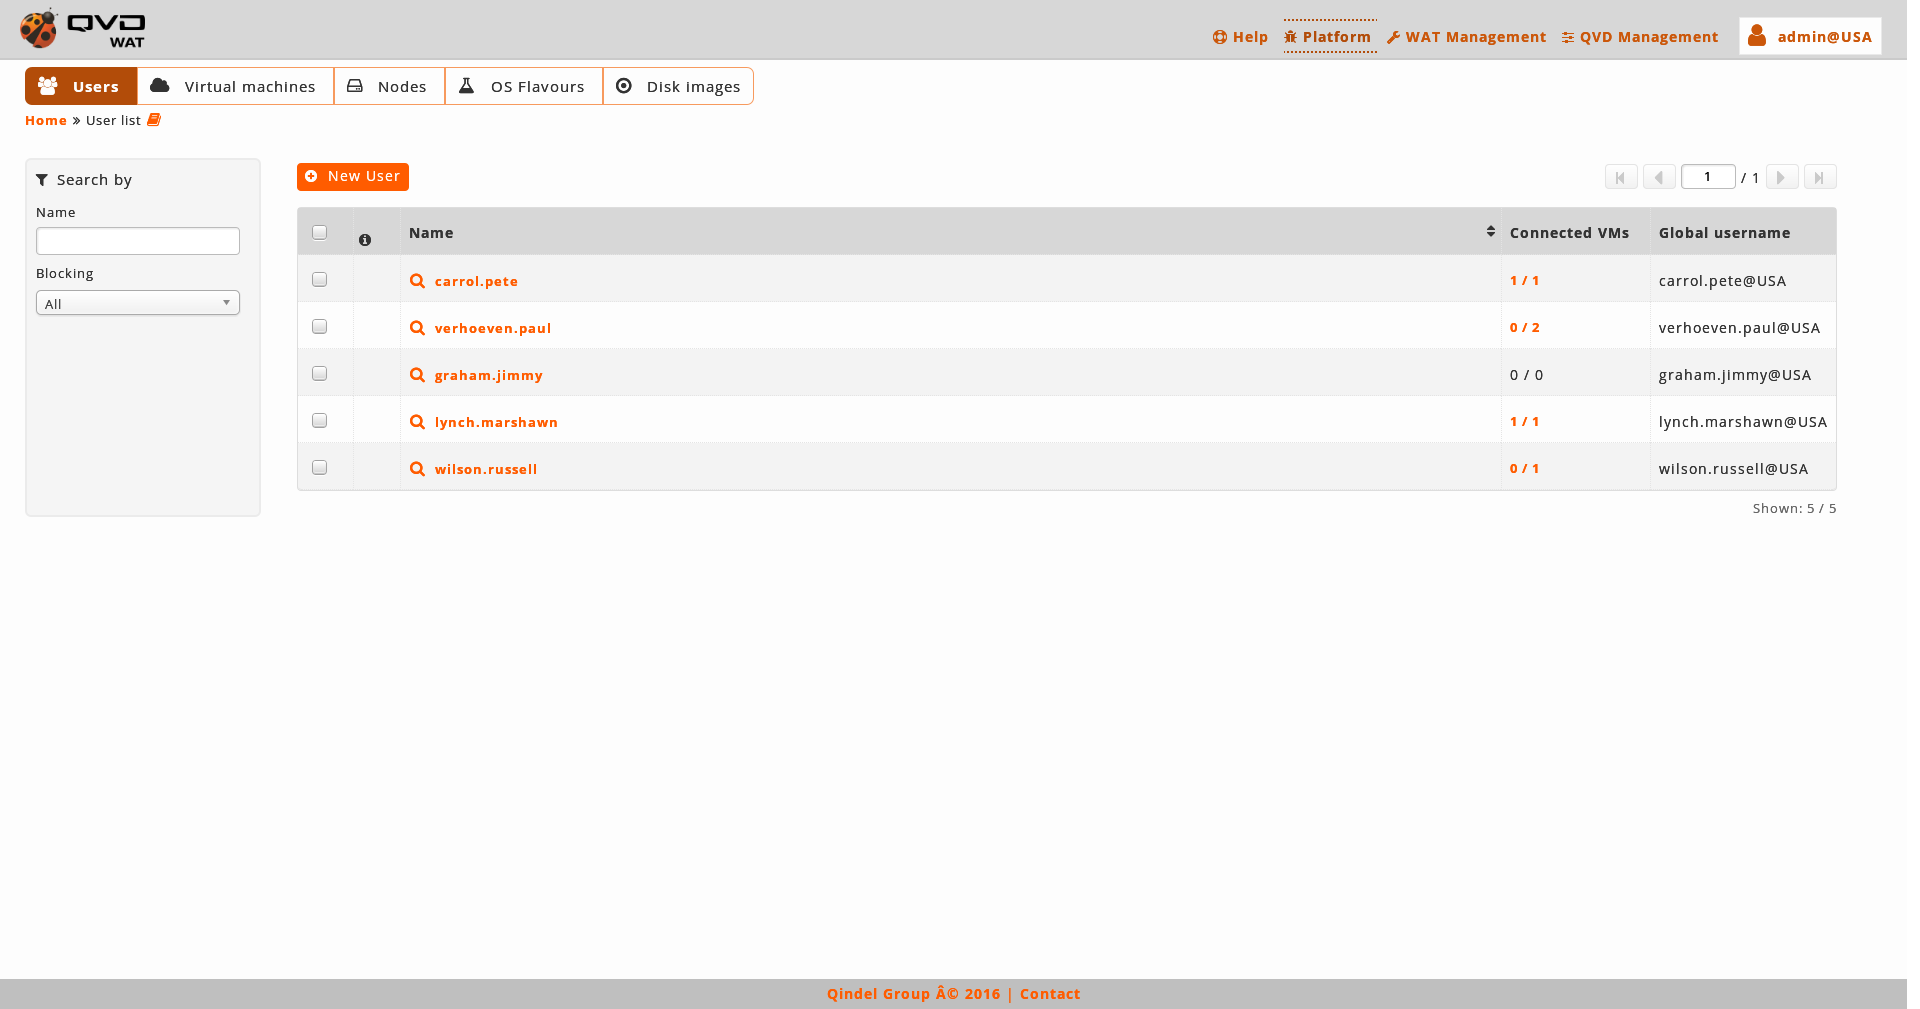 QVD
WAT
Help Platform WAT Management QVD Management admin@USA
Users Virtual machines Nodes OS Flavours Disk images
Home » User list
Search by
Name
Blocking
All
New User
1 / 1
Name Connected VMs Global username
carrol.pete 1 / 1 carrol.pete@USA
verhoeven.paul 0 / 2 verhoeven.paul@USA
graham.jimmy 0 / 0 graham.jimmy@USA
lynch.marshawn 1 / 1 lynch.marshawn@USA
wilson.russell 0 / 1 wilson.russell@USA
Shown: 5 / 5
Qindel Group Â© 2016 | Contact